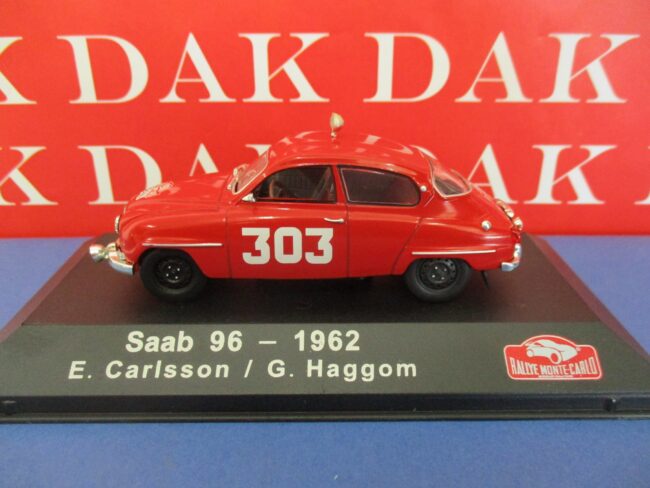 DAK DAK DAK
DAK DAK DAK
303
Saab 96 – 1962
E. Carlsson / G. Haggom
RALLYE MONTE-CARLO